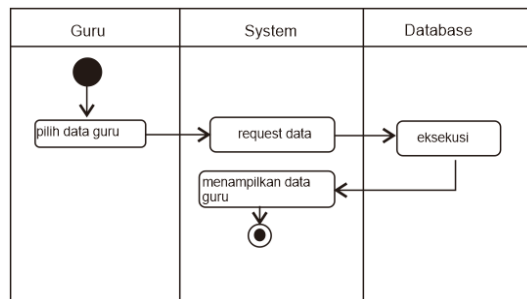 Guru
System
Database
pilih data guru
request data
eksekusi
menampilkan data
guru